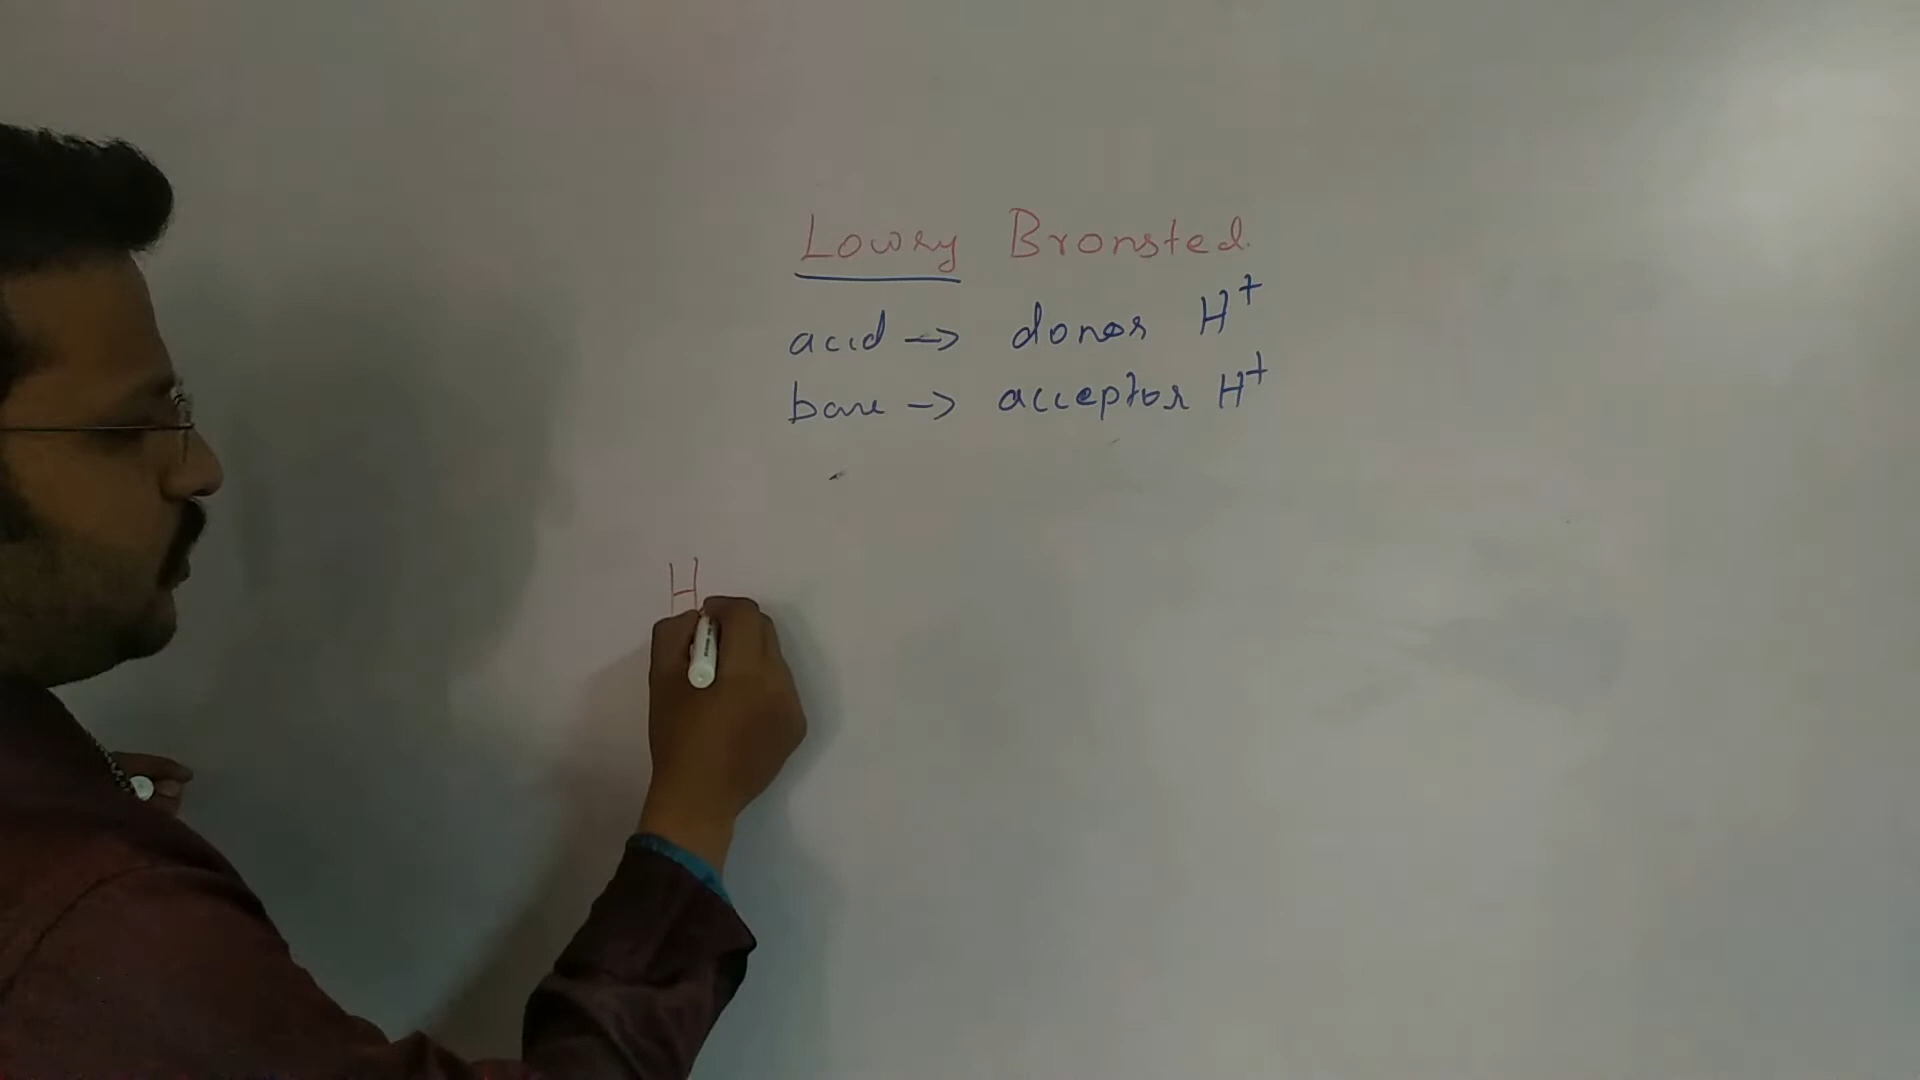 Lowry Bronsted.
acid -> donor H⁺
base -> acceptor H⁺
H